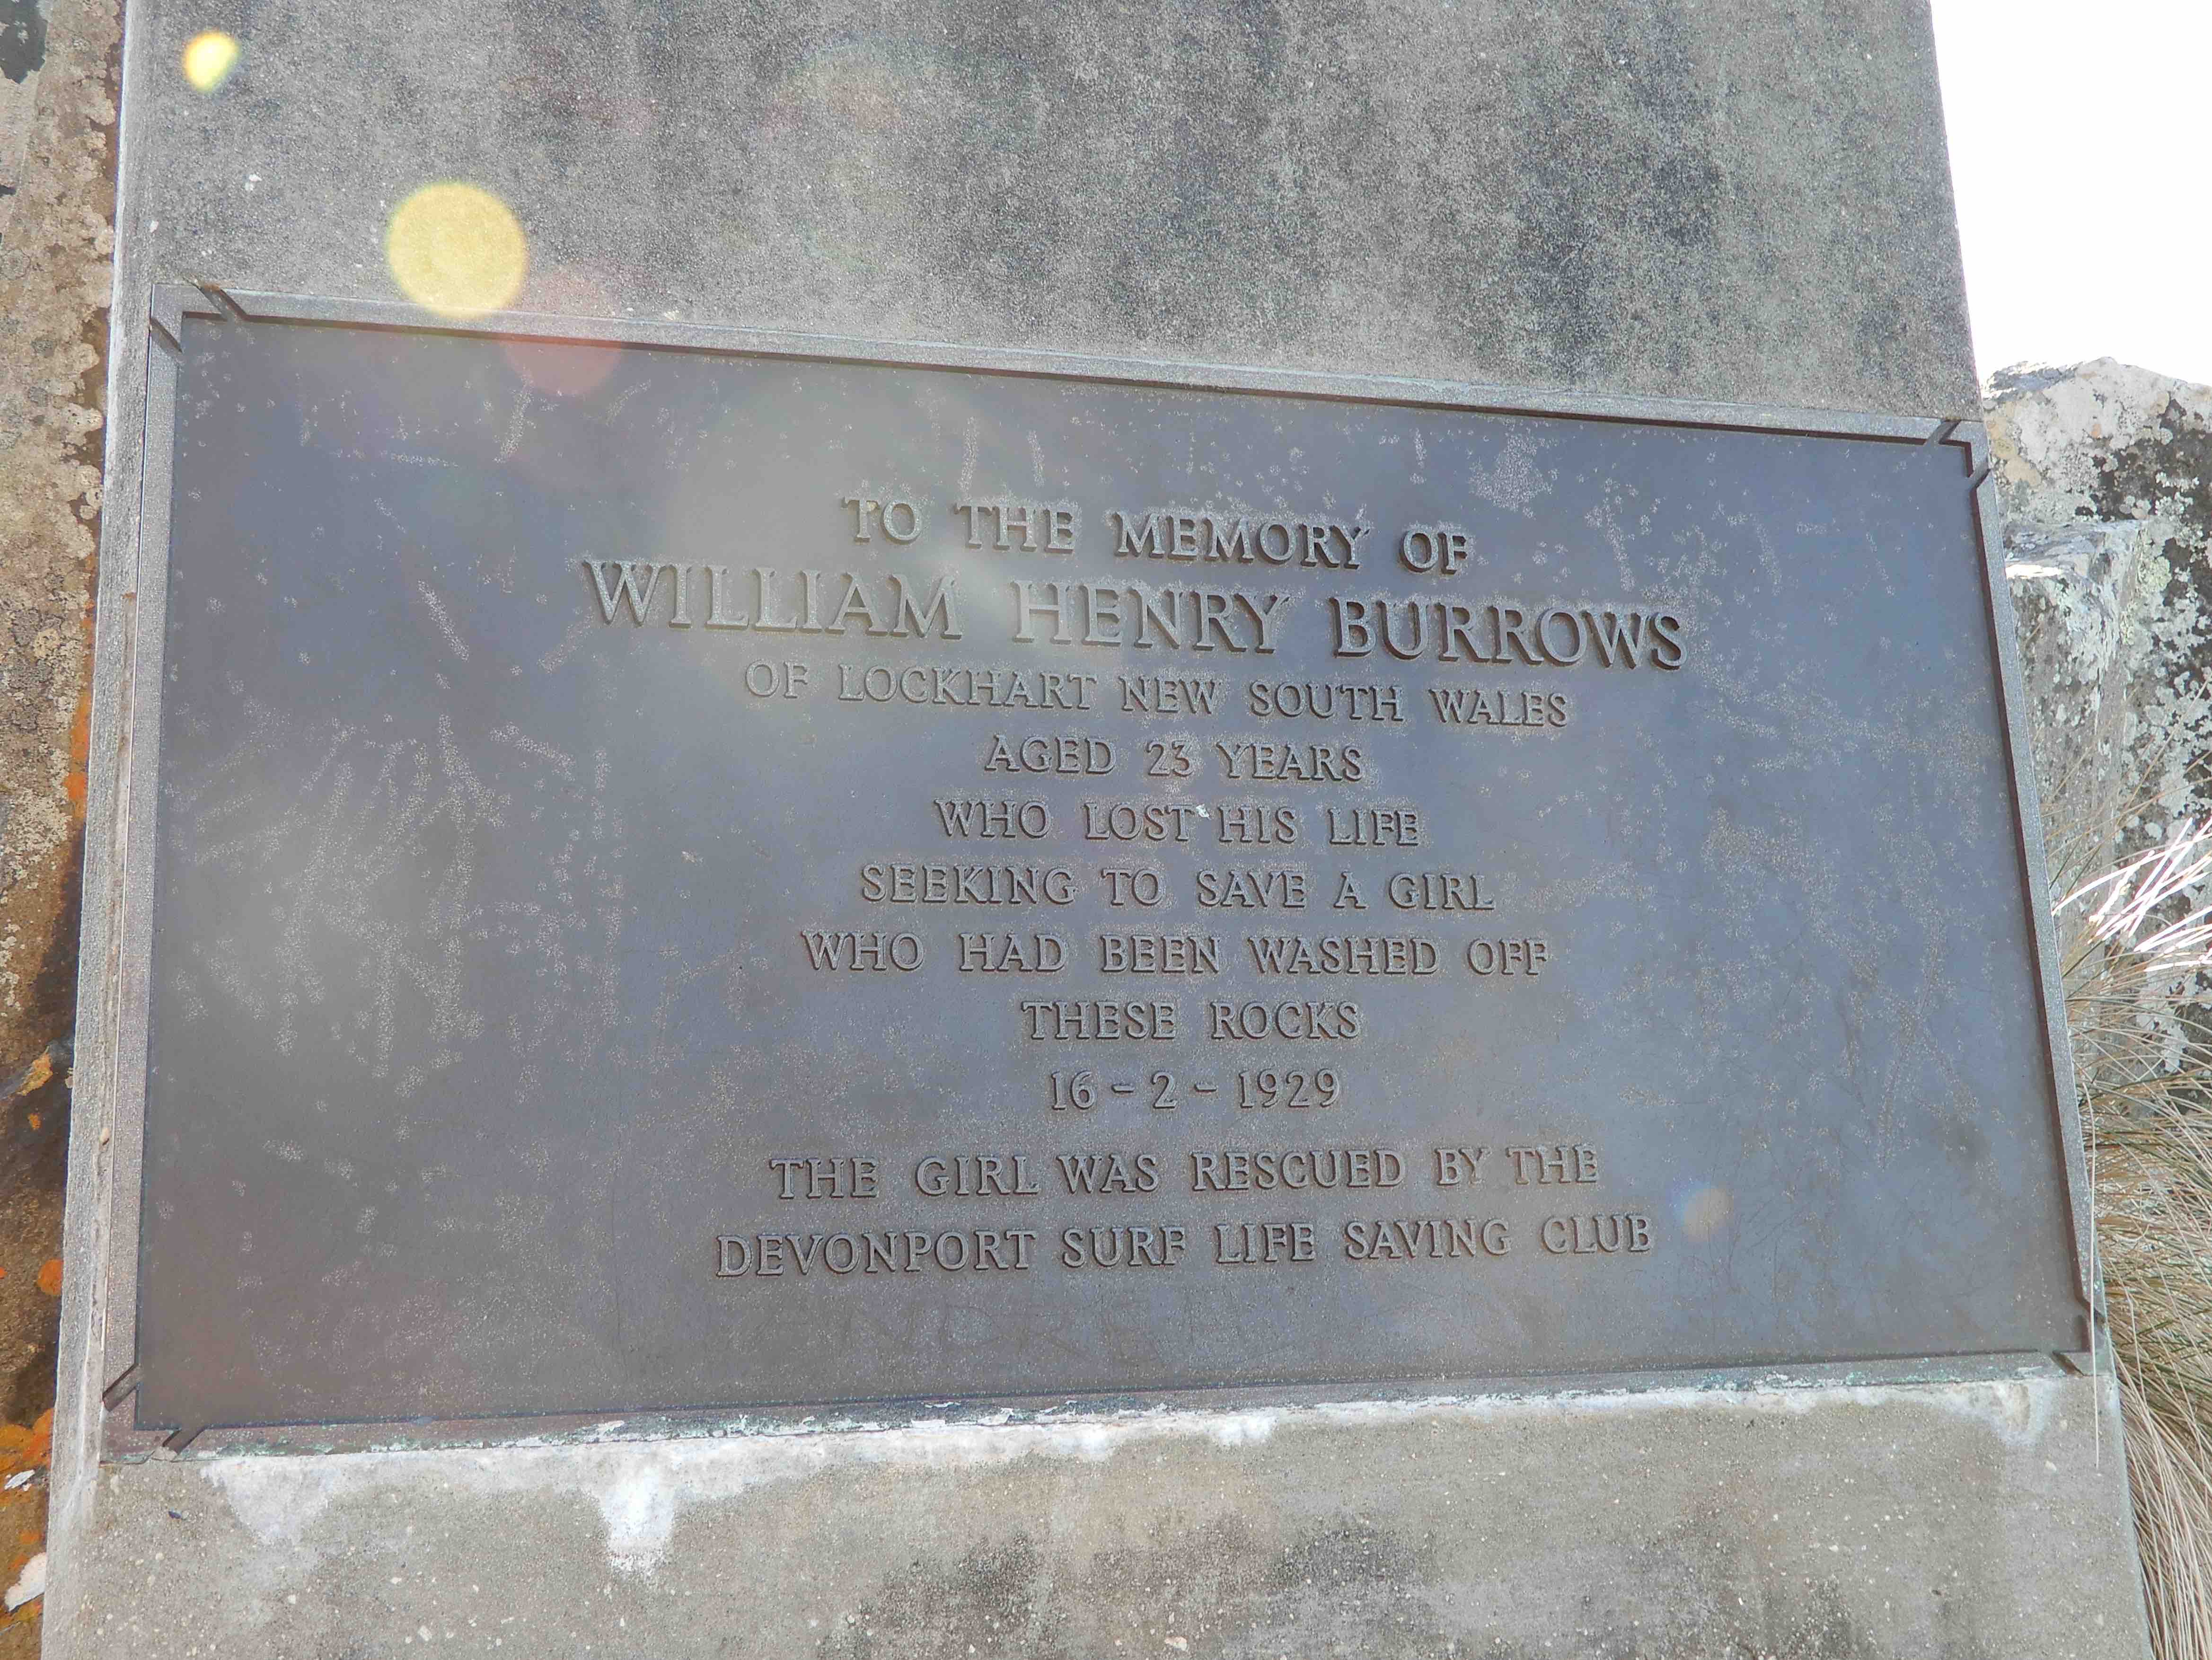 TO THE MEMORY OF
WILLIAM HENRY BURROWS
OF LOCKHART NEW SOUTH WALES
AGED 23 YEARS
WHO LOST HIS LIFE
SEEKING TO SAVE A GIRL
WHO HAD BEEN WASHED OFF
THESE ROCKS
16 - 2 - 1929
THE GIRL WAS RESCUED BY THE
DEVONPORT SURF LIFE SAVING CLUB